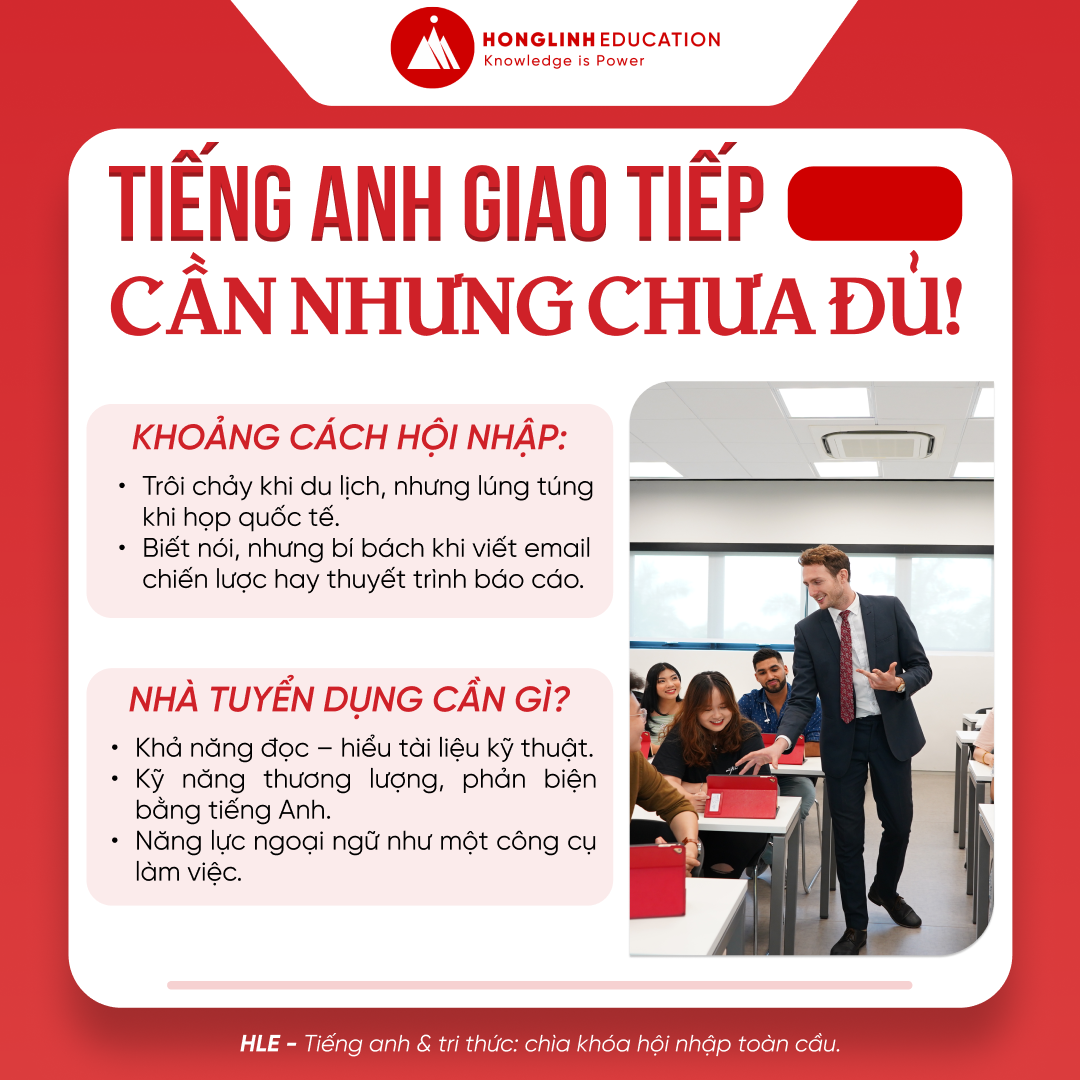 HONGLINH EDUCATION
Knowledge is Power
TIẾNG ANH GIAO TIẾP
CẦN NHƯNG CHƯA ĐỦ!
KHOẢNG CÁCH HỘI NHẬP:
• Trôi chảy khi du lịch, nhưng lúng túng
khi họp quốc tế.
• Biết nói, nhưng bí bách khi viết email
chiến lược hay thuyết trình báo cáo.
NHÀ TUYỂN DỤNG CẦN GÌ?
• Khả năng đọc – hiểu tài liệu kỹ thuật.
• Kỹ năng thương lượng, phản biện
bằng tiếng Anh.
• Năng lực ngoại ngữ như một công cụ
làm việc.
HLE - Tiếng anh & tri thức: chìa khóa hội nhập toàn cầu.